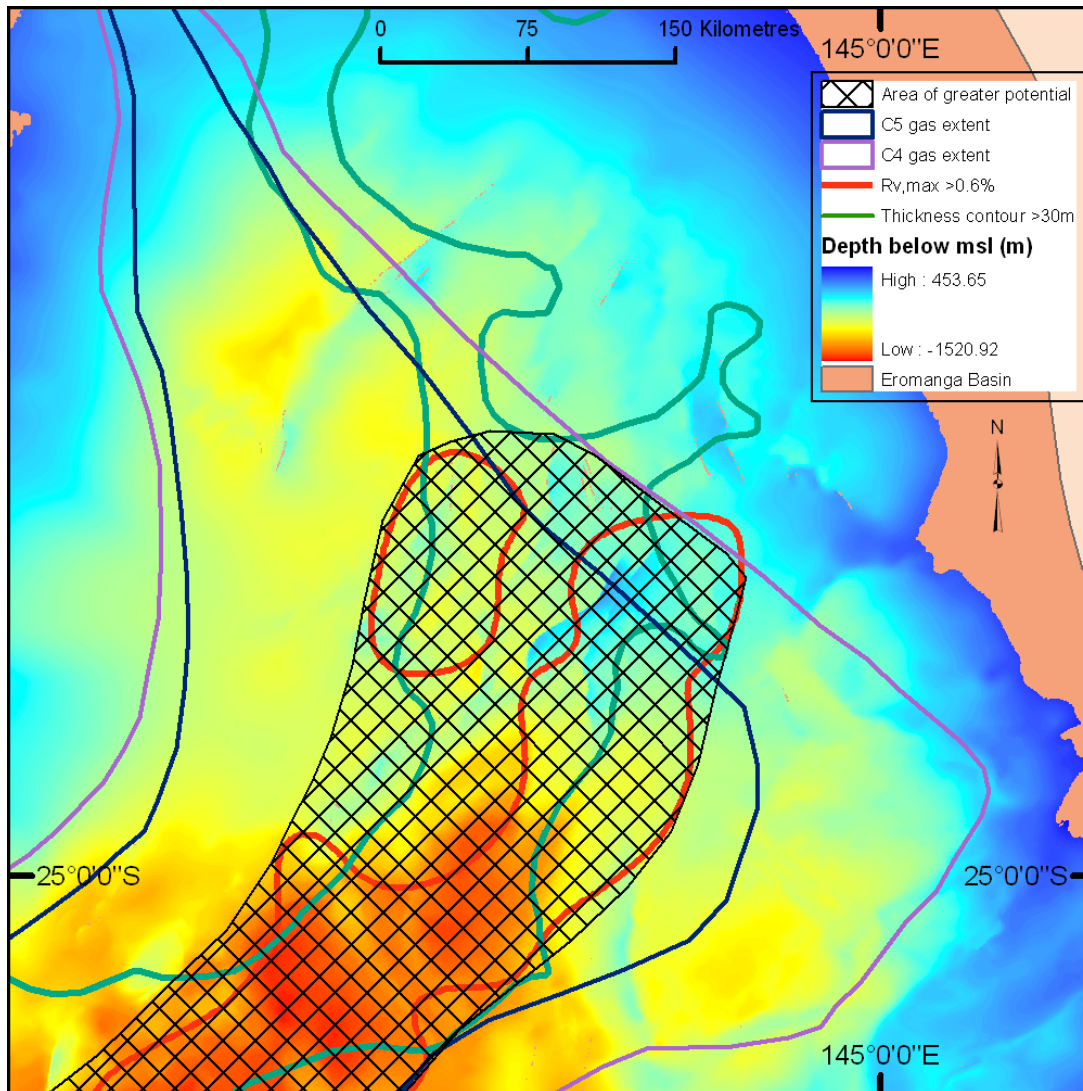 0 75 150 Kilometres
145°0'0"E
Area of greater potential
C5 gas extent
C4 gas extent
Rv,max >0.6%
Thickness contour >30m
Depth below msl (m)
High : 453.65
Low : -1520.92
Eromanga Basin
N
25°0'0"S
25°0'0"S
145°0'0"E